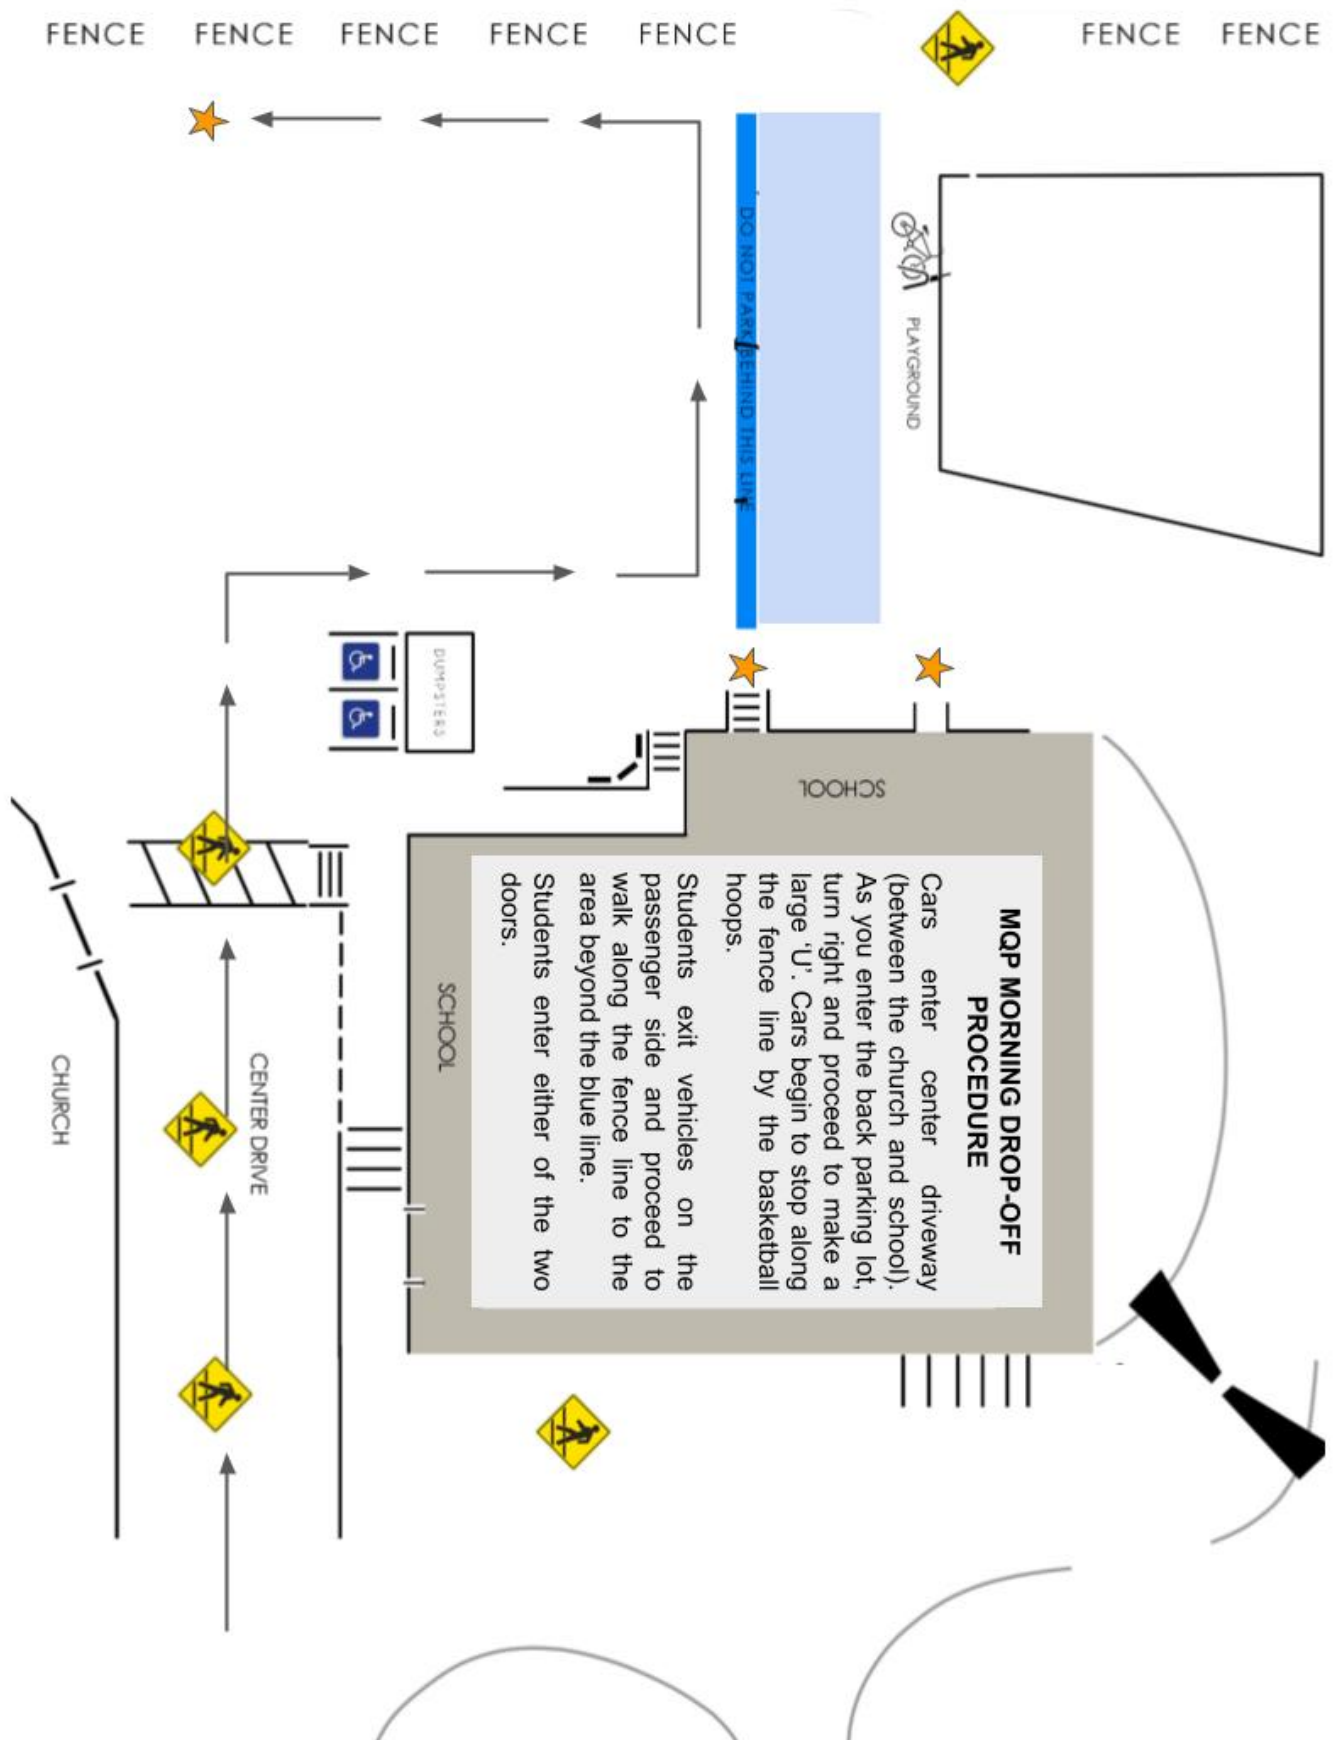 FENCE FENCE FENCE FENCE FENCE FENCE FENCE
DO NOT PARK BEHIND THIS LINE
PLAYGROUND
DUMPSTERS
SCHOOL
MQP MORNING DROP-OFF
PROCEDURE
Cars enter center driveway
(between the church and school).
As you enter the back parking lot,
turn right and proceed to make a
large ‘U’. Cars begin to stop along
the fence line by the basketball
hoops.
Students exit vehicles on the
passenger side and proceed to
walk along the fence line to the
area beyond the blue line.
Students enter either of the two
doors.
SCHOOL
CENTER DRIVE
CHURCH